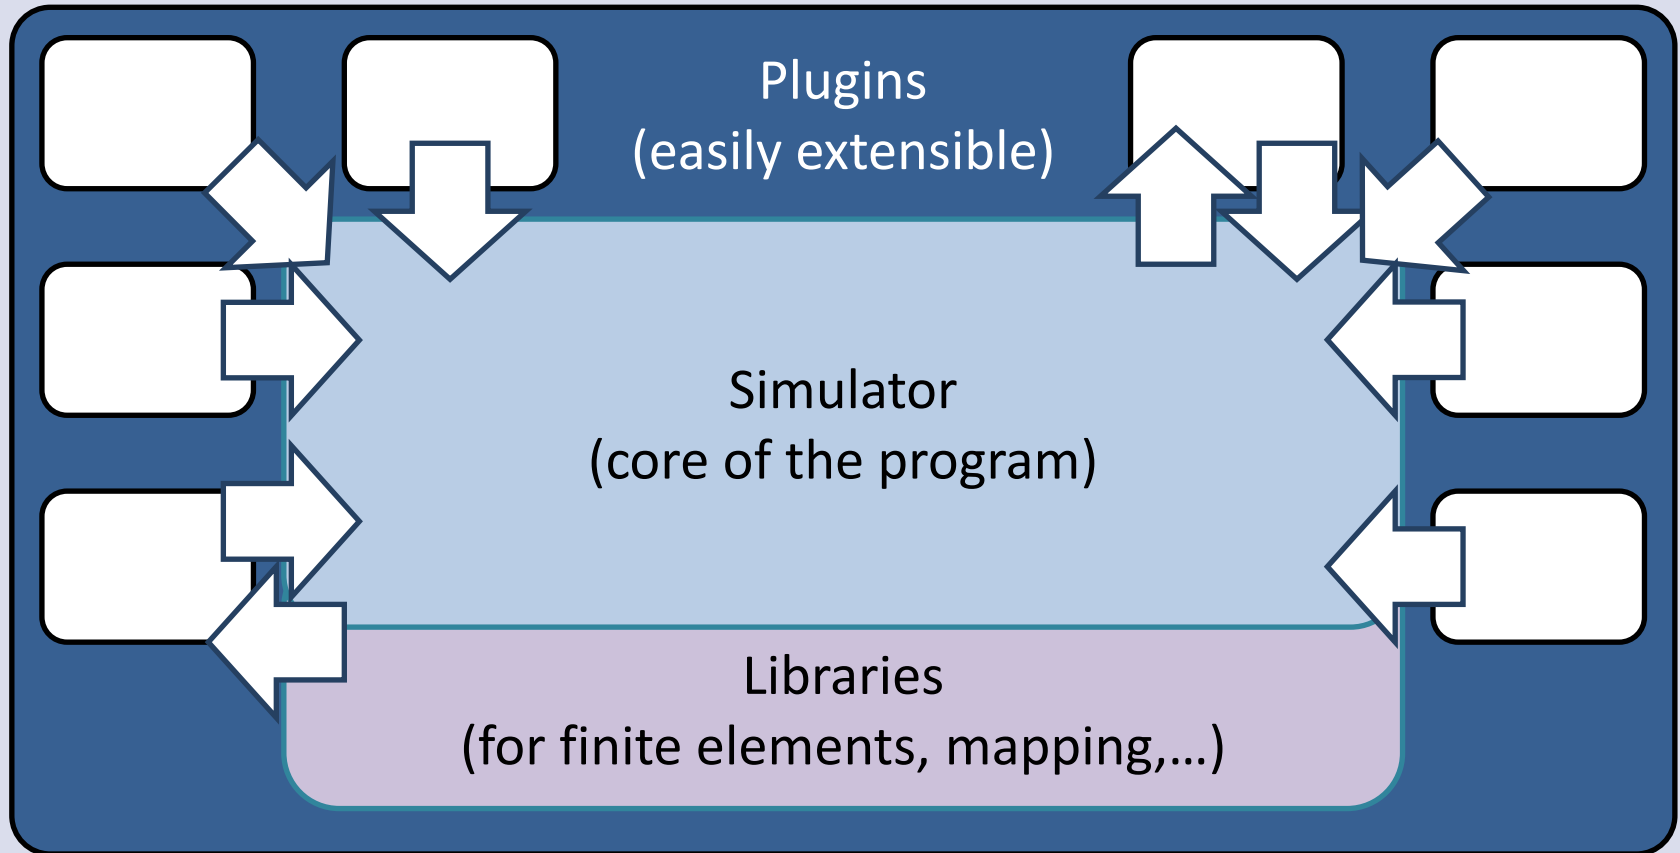 Plugins
(easily extensible)
Simulator
(core of the program)
Libraries
(for finite elements, mapping,...)